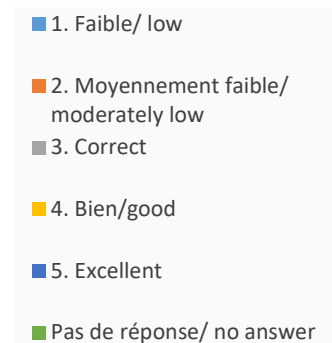 1. Faible/ low
2. Moyennement faible/
moderately low
3. Correct
4. Bien/good
5. Excellent
Pas de réponse/ no answer